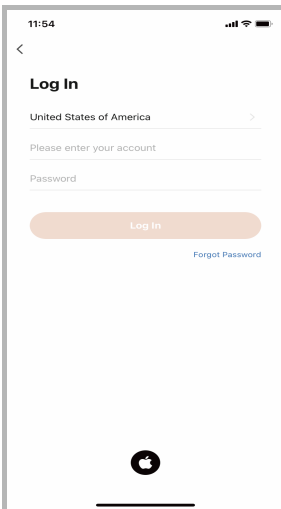 11:54
Log In
United States of America
Please enter your account
Password
Log In
Forgot Password